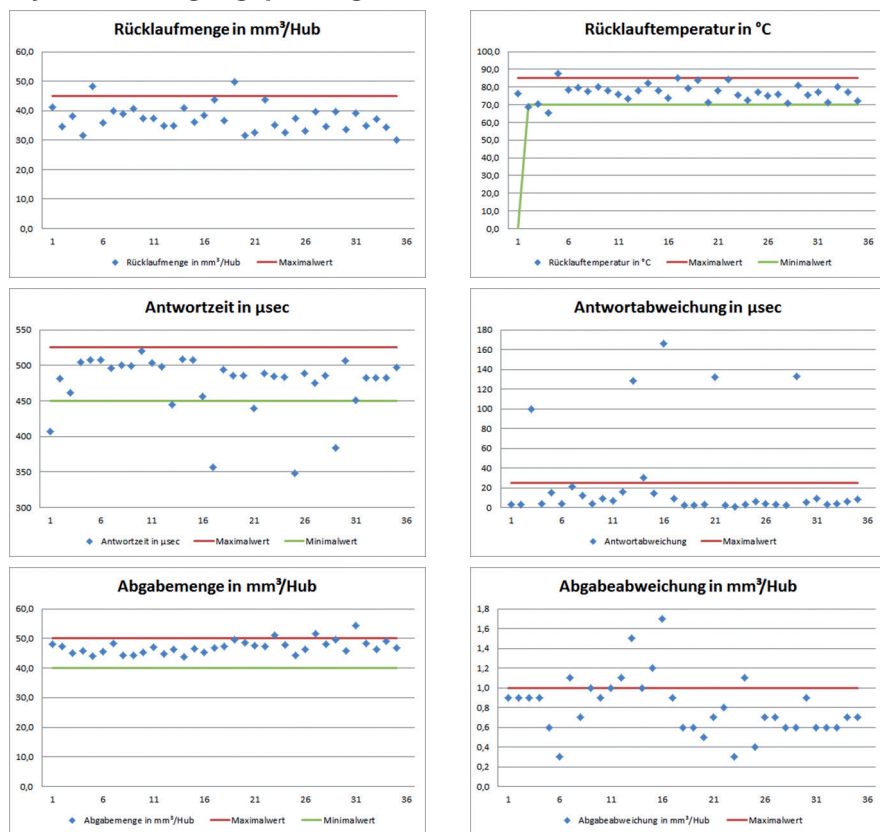 Rücklaufmenge in mm³/Hub
60,0
50,0
40,0
30,0
20,0
10,0
0,0
1 6 11 16 21 26 31 36
Rücklaufmenge in mm³/Hub Maximalwert
Rücklauftemperatur in °C
100,0
90,0
80,0
70,0
60,0
50,0
40,0
30,0
20,0
10,0
0,0
1 6 11 16 21 26 31 36
Rücklauftemperatur in °C Maximalwert Minimalwert
Antwortzeit in µsec
550
500
450
400
350
300
1 6 11 16 21 26 31 36
Antwortzeit in µsec Maximalwert Minimalwert
Antwortabweichung in µsec
180
160
140
120
100
80
60
40
20
0
1 6 11 16 21 26 31 36
Antwortabweichung Maximalwert
Abgabemenge in mm³/Hub
60,0
50,0
40,0
30,0
20,0
10,0
0,0
1 6 11 16 21 26 31 36
Abgabemenge in mm³/Hub Maximalwert Minimalwert
Abgabeabweichung in mm³/Hub
1,8
1,6
1,4
1,2
1,0
0,8
0,6
0,4
0,2
0,0
1 6 11 16 21 26 31 36
Abgabeabweichung in mm³/Hub Maximalwert